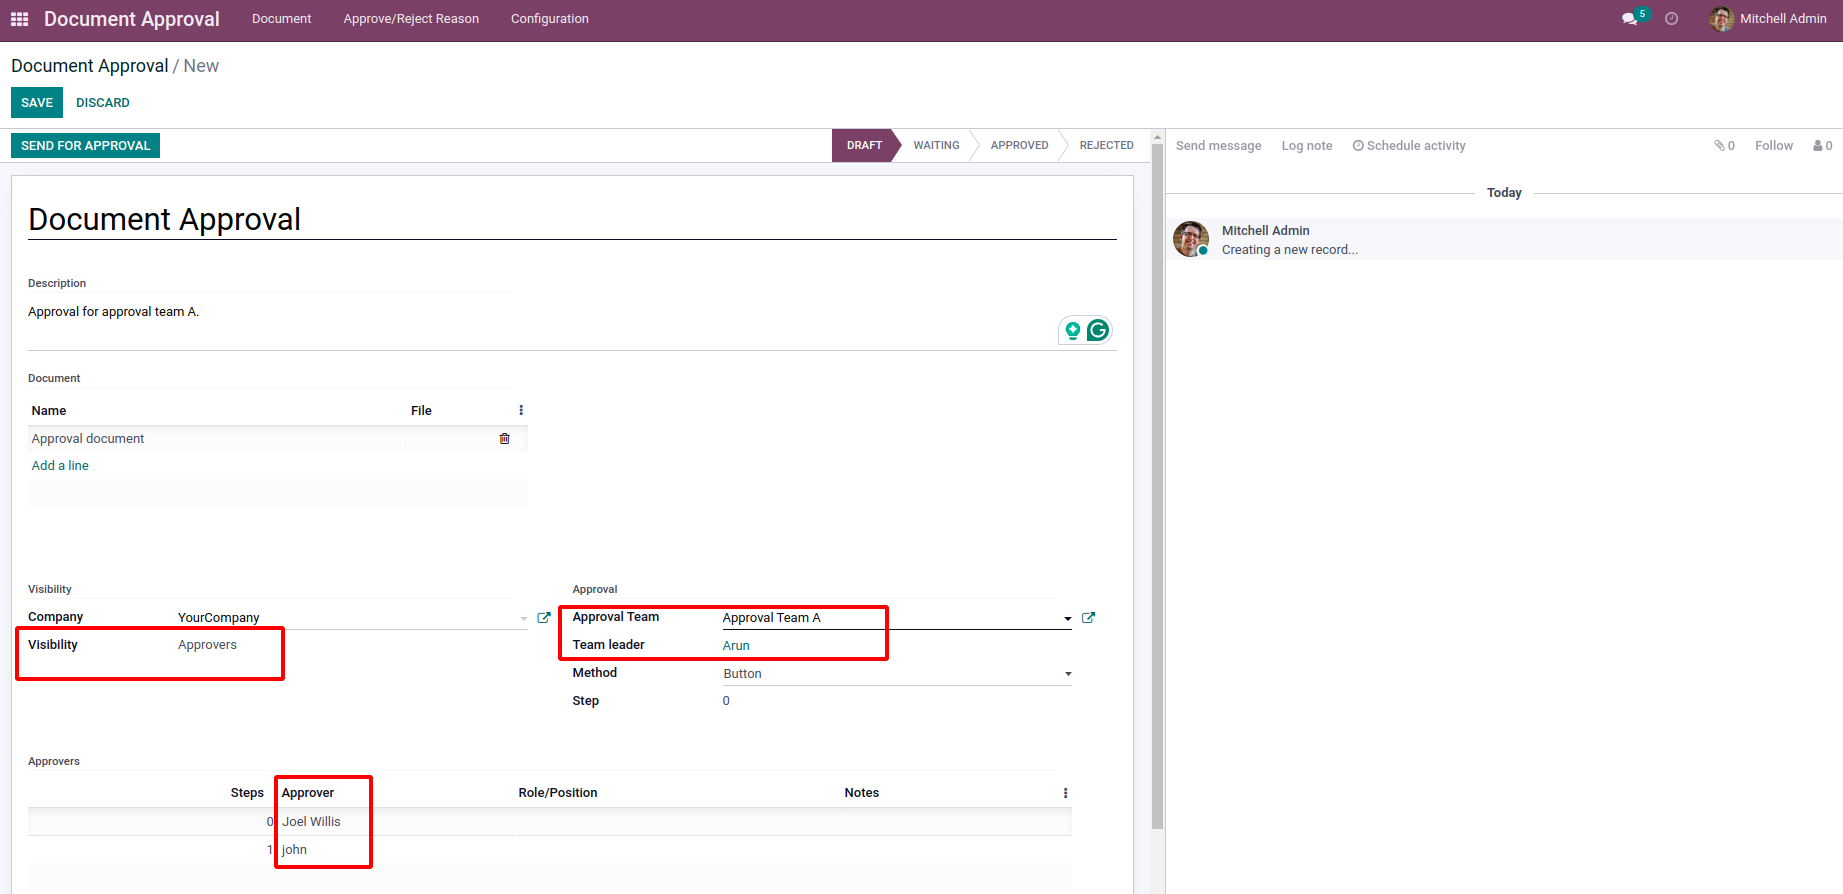 Document Approval Document Approve/Reject Reason Configuration 5 Mitchell Admin
Document Approval / New
SAVE DISCARD
SEND FOR APPROVAL DRAFT WAITING APPROVED REJECTED Send message Log note Schedule activity 0 Follow 0
Today
Document Approval
Mitchell Admin
Creating a new record...
Description
Approval for approval team A.
Document
Name File
Approval document
Add a line
Visibility Approval
Company YourCompany Approval Team Approval Team A
Visibility Approvers Team leader Arun
Method Button
Step 0
Approvers
Steps Approver Role/Position Notes
0 Joel Willis
1 john